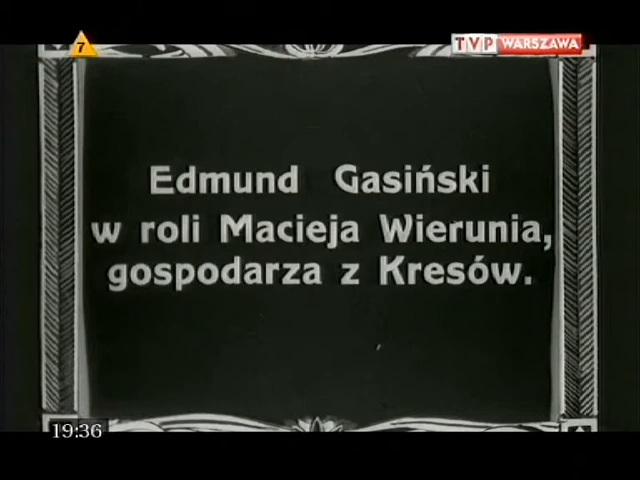 7
TVP WARSZAWA
Edmund Gasiński
w roli Macieja Wierunia,
gospodarza z Kresów.
19:36